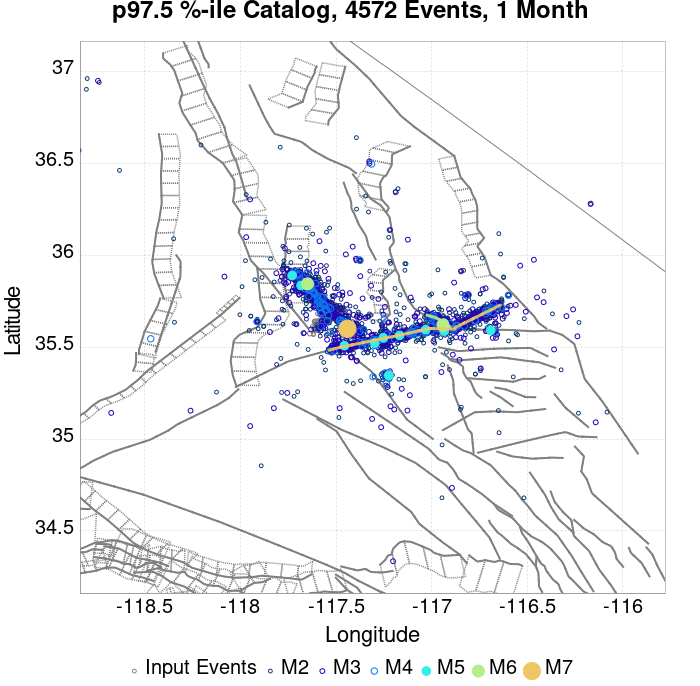 p97.5 %-ile Catalog, 4572 Events, 1 Month
37
36.5
36
35.5
35
34.5
Latitude
-118.5 -118 -117.5 -117 -116.5 -116
Longitude
Input Events M2 M3 M4 M5 M6 M7